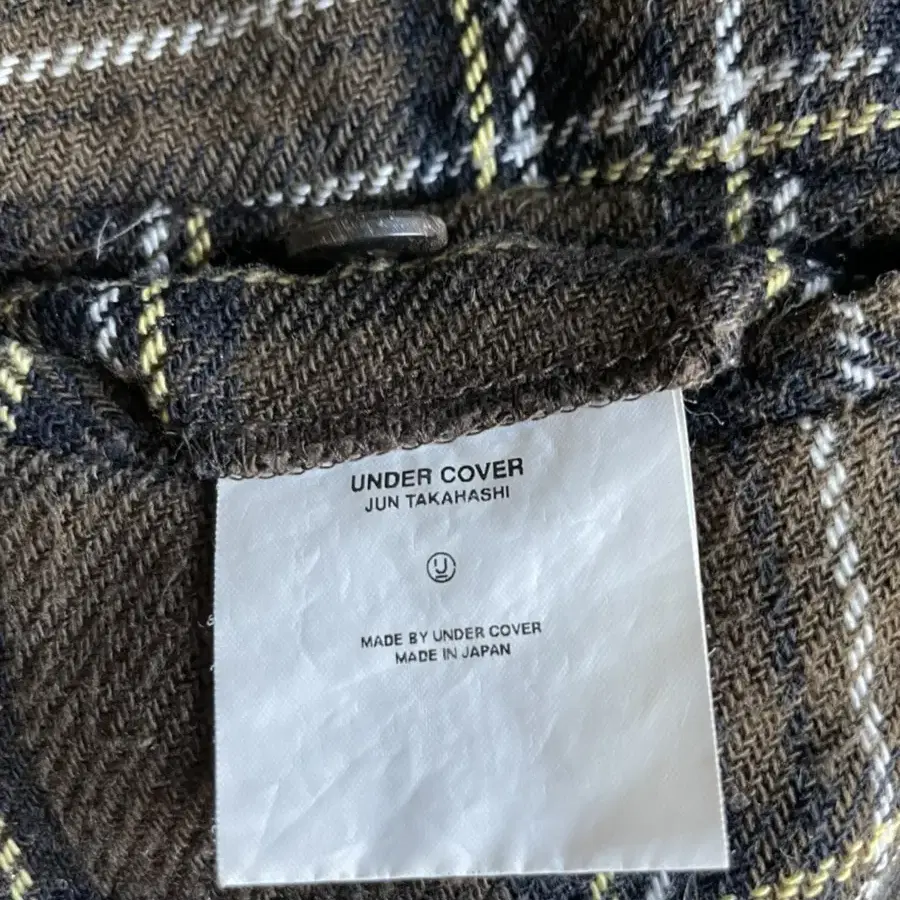 UNDER COVER
JUN TAKAHASHI
U
MADE BY UNDER COVER
MADE IN JAPAN